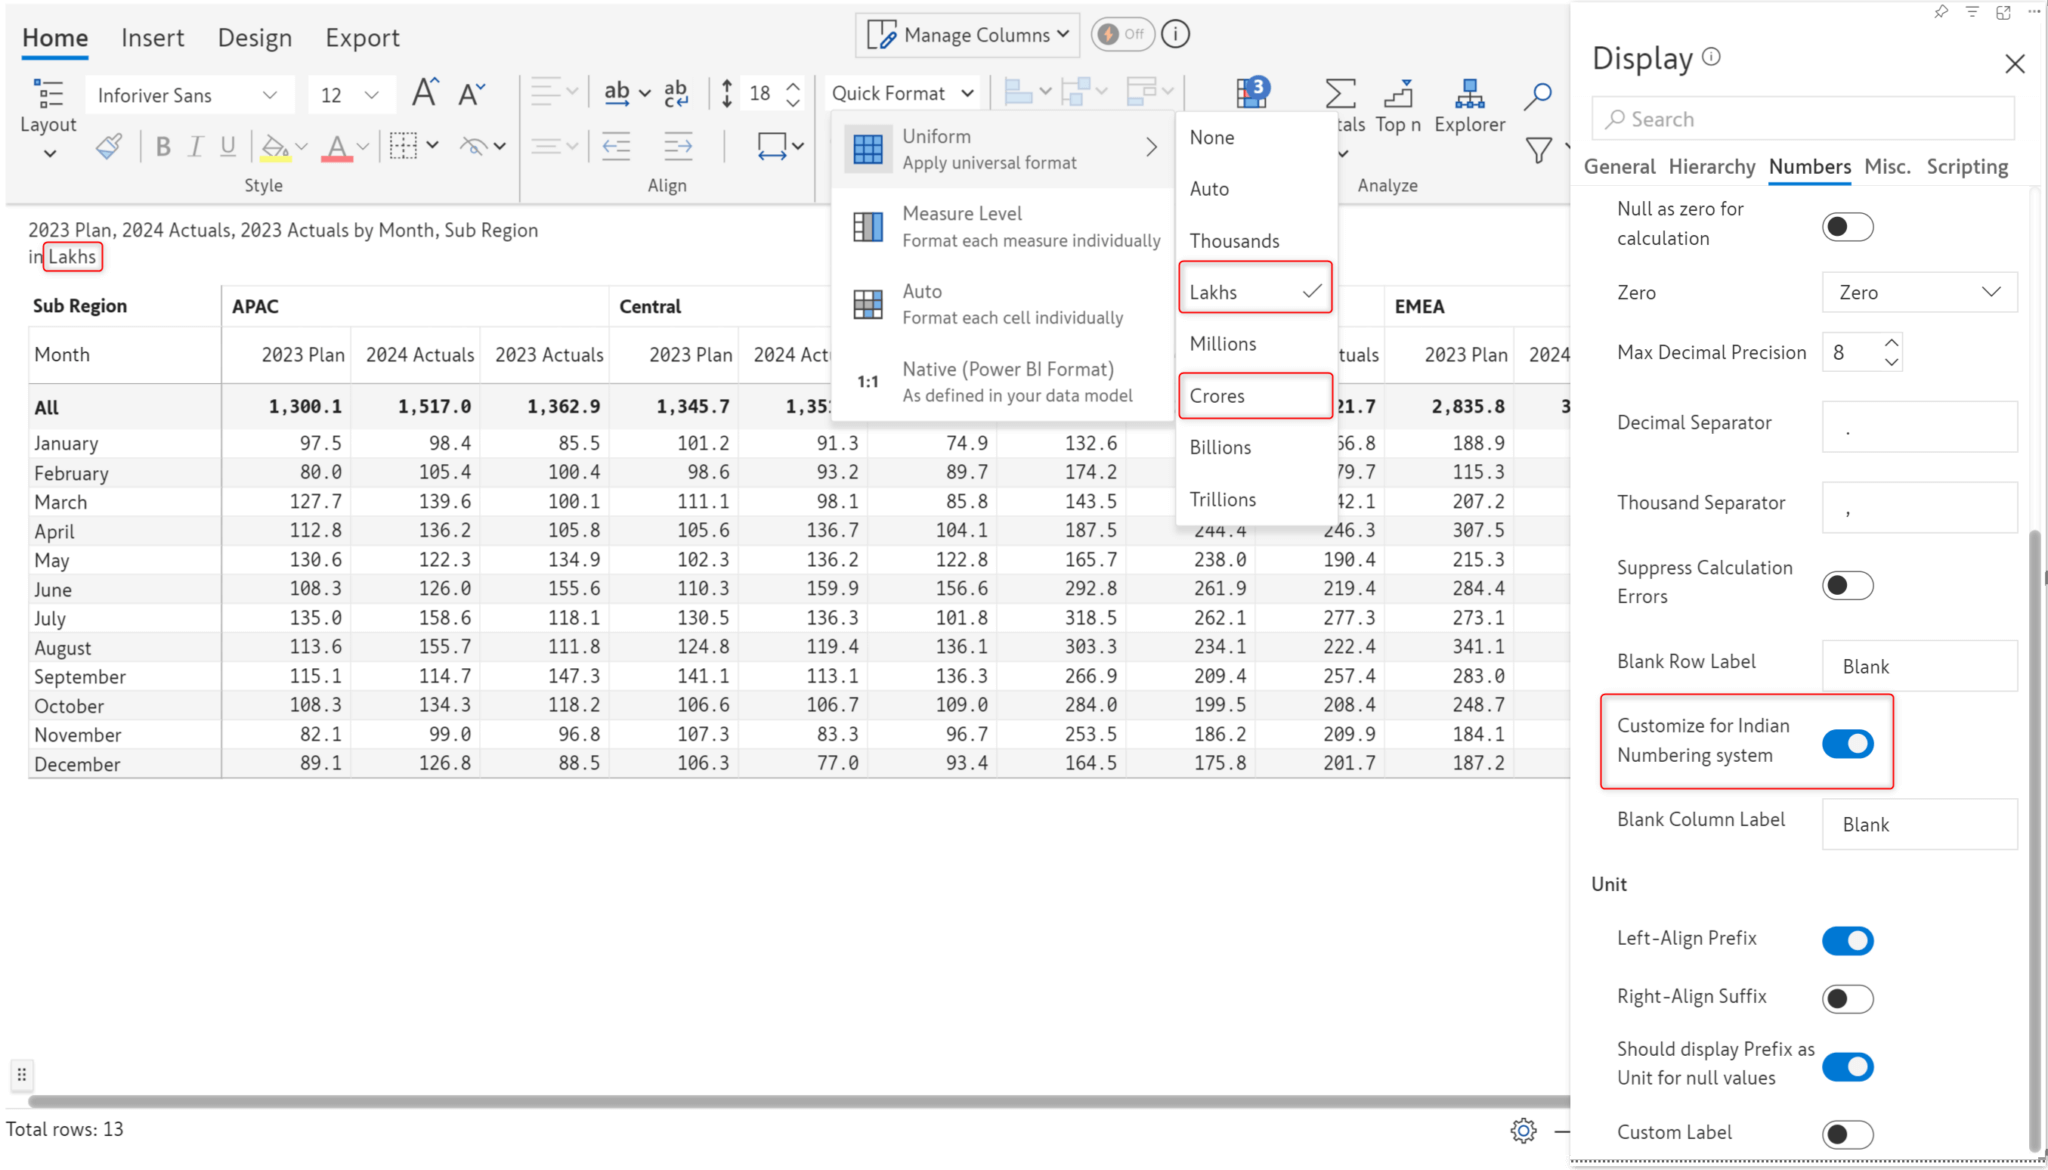 Home Insert Design Export
Manage Columns Off
Layout
Inforiver Sans 12 18 Quick Format 3
Top n Explorer
Style Align Analyze
Uniform
Apply universal format
Measure Level
Format each measure individually
Auto
Format each cell individually
1:1 Native (Power BI Format)
As defined in your data model
None
Auto
Thousands
Lakhs
Millions
Crores
Billions
Trillions
2023 Plan, 2024 Actuals, 2023 Actuals by Month, Sub Region
in Lakhs
Sub Region APAC Central EMEA
Month 2023 Plan 2024 Actuals 2023 Actuals 2023 Plan 2024 2023 Plan 2024
All 1,300.1 1,517.0 1,362.9 1,345.7 2,835.8
January 97.5 98.4 85.5 101.2 91.3 74.9 132.6 188.9
February 80.0 105.4 100.4 98.6 93.2 89.7 174.2 115.3
March 127.7 139.6 100.1 111.1 98.1 85.8 143.5 207.2
April 112.8 136.2 105.8 105.6 136.7 104.1 187.5 244.4 246.3 307.5
May 130.6 122.3 134.9 102.3 136.2 122.8 165.7 238.0 190.4 215.3
June 108.3 126.0 155.6 110.3 159.9 156.6 292.8 261.9 219.4 284.4
July 135.0 158.6 118.1 130.5 136.3 101.8 318.5 262.1 277.3 273.1
August 113.6 155.7 111.8 124.8 119.4 136.1 303.3 234.1 222.4 341.1
September 115.1 114.7 147.3 141.1 113.1 136.3 266.9 209.4 257.4 283.0
October 108.3 134.3 118.2 106.6 106.7 109.0 284.0 199.5 208.4 248.7
November 82.1 99.0 96.8 107.3 83.3 96.7 253.5 186.2 209.9 184.1
December 89.1 126.8 88.5 106.3 77.0 93.4 164.5 175.8 201.7 187.2
Total rows: 13
Display
Search
General Hierarchy Numbers Misc. Scripting
Null as zero for
calculation
Zero Zero
Max Decimal Precision 8
Decimal Separator .
Thousand Separator ,
Suppress Calculation
Errors
Blank Row Label Blank
Customize for Indian
Numbering system
Blank Column Label Blank
Unit
Left-Align Prefix
Right-Align Suffix
Should display Prefix as
Unit for null values
Custom Label